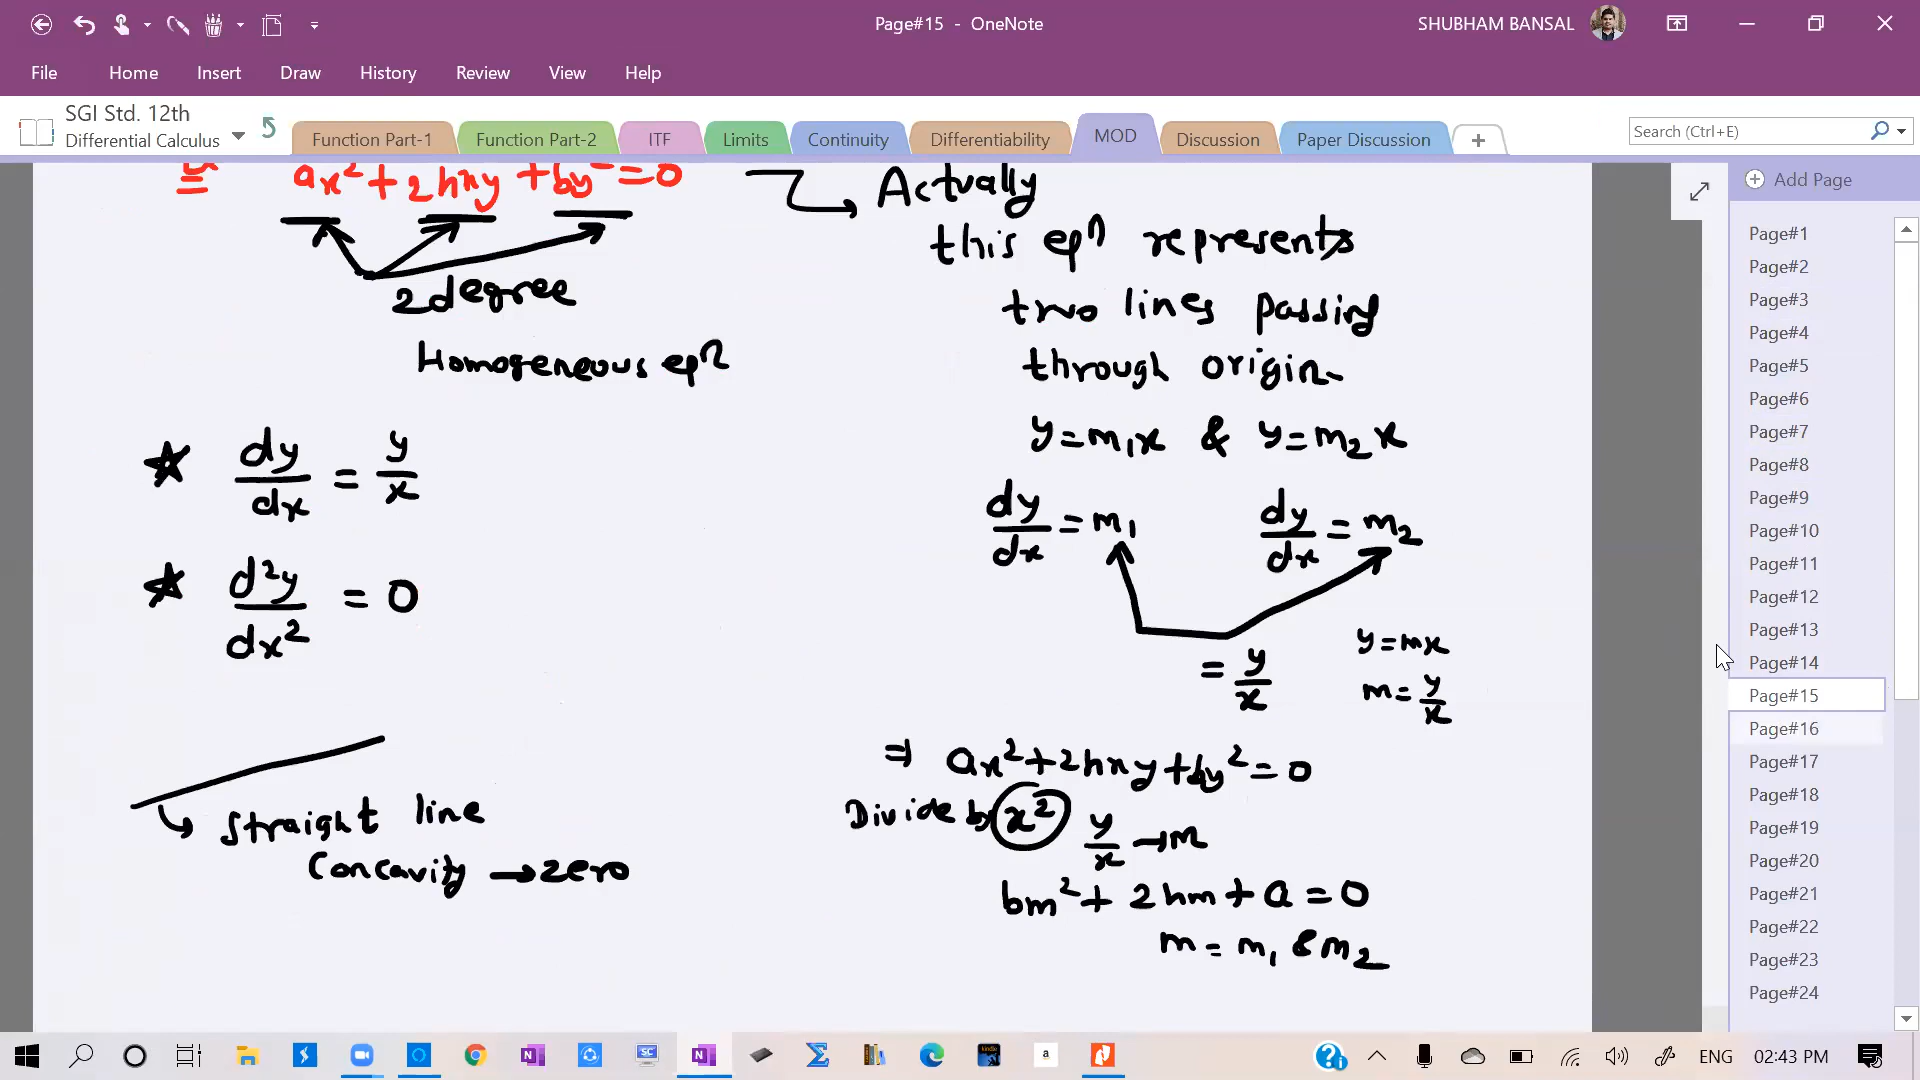 Page#15 - OneNote
SHUBHAM BANSAL
File Home Insert Draw History Review View Help
SGI Std. 12th
Differential Calculus
Function Part-1 Function Part-2 ITF Limits Continuity Differentiability MOD Discussion Paper Discussion +
Search (Ctrl+E)
ax²+2hxy+by²=0
2degree
Homogeneous eqⁿ
dy/dx = y/x
d²y/dx² = 0
Straight line
Concavity → zero
Actually
this eqⁿ represents
two lines passing
through origin
y=m₁x & y=m₂x
dy/dx = m₁ dy/dx = m₂
= y/x
y=mx
m=y/x
⇒ ax²+2hxy+by²=0
Divide by x² y/x → m
bm²+2hm+a=0
m = m₁ & m₂
Add Page
Page#1
Page#2
Page#3
Page#4
Page#5
Page#6
Page#7
Page#8
Page#9
Page#10
Page#11
Page#12
Page#13
Page#14
Page#15
Page#16
Page#17
Page#18
Page#19
Page#20
Page#21
Page#22
Page#23
Page#24
ENG 02:43 PM